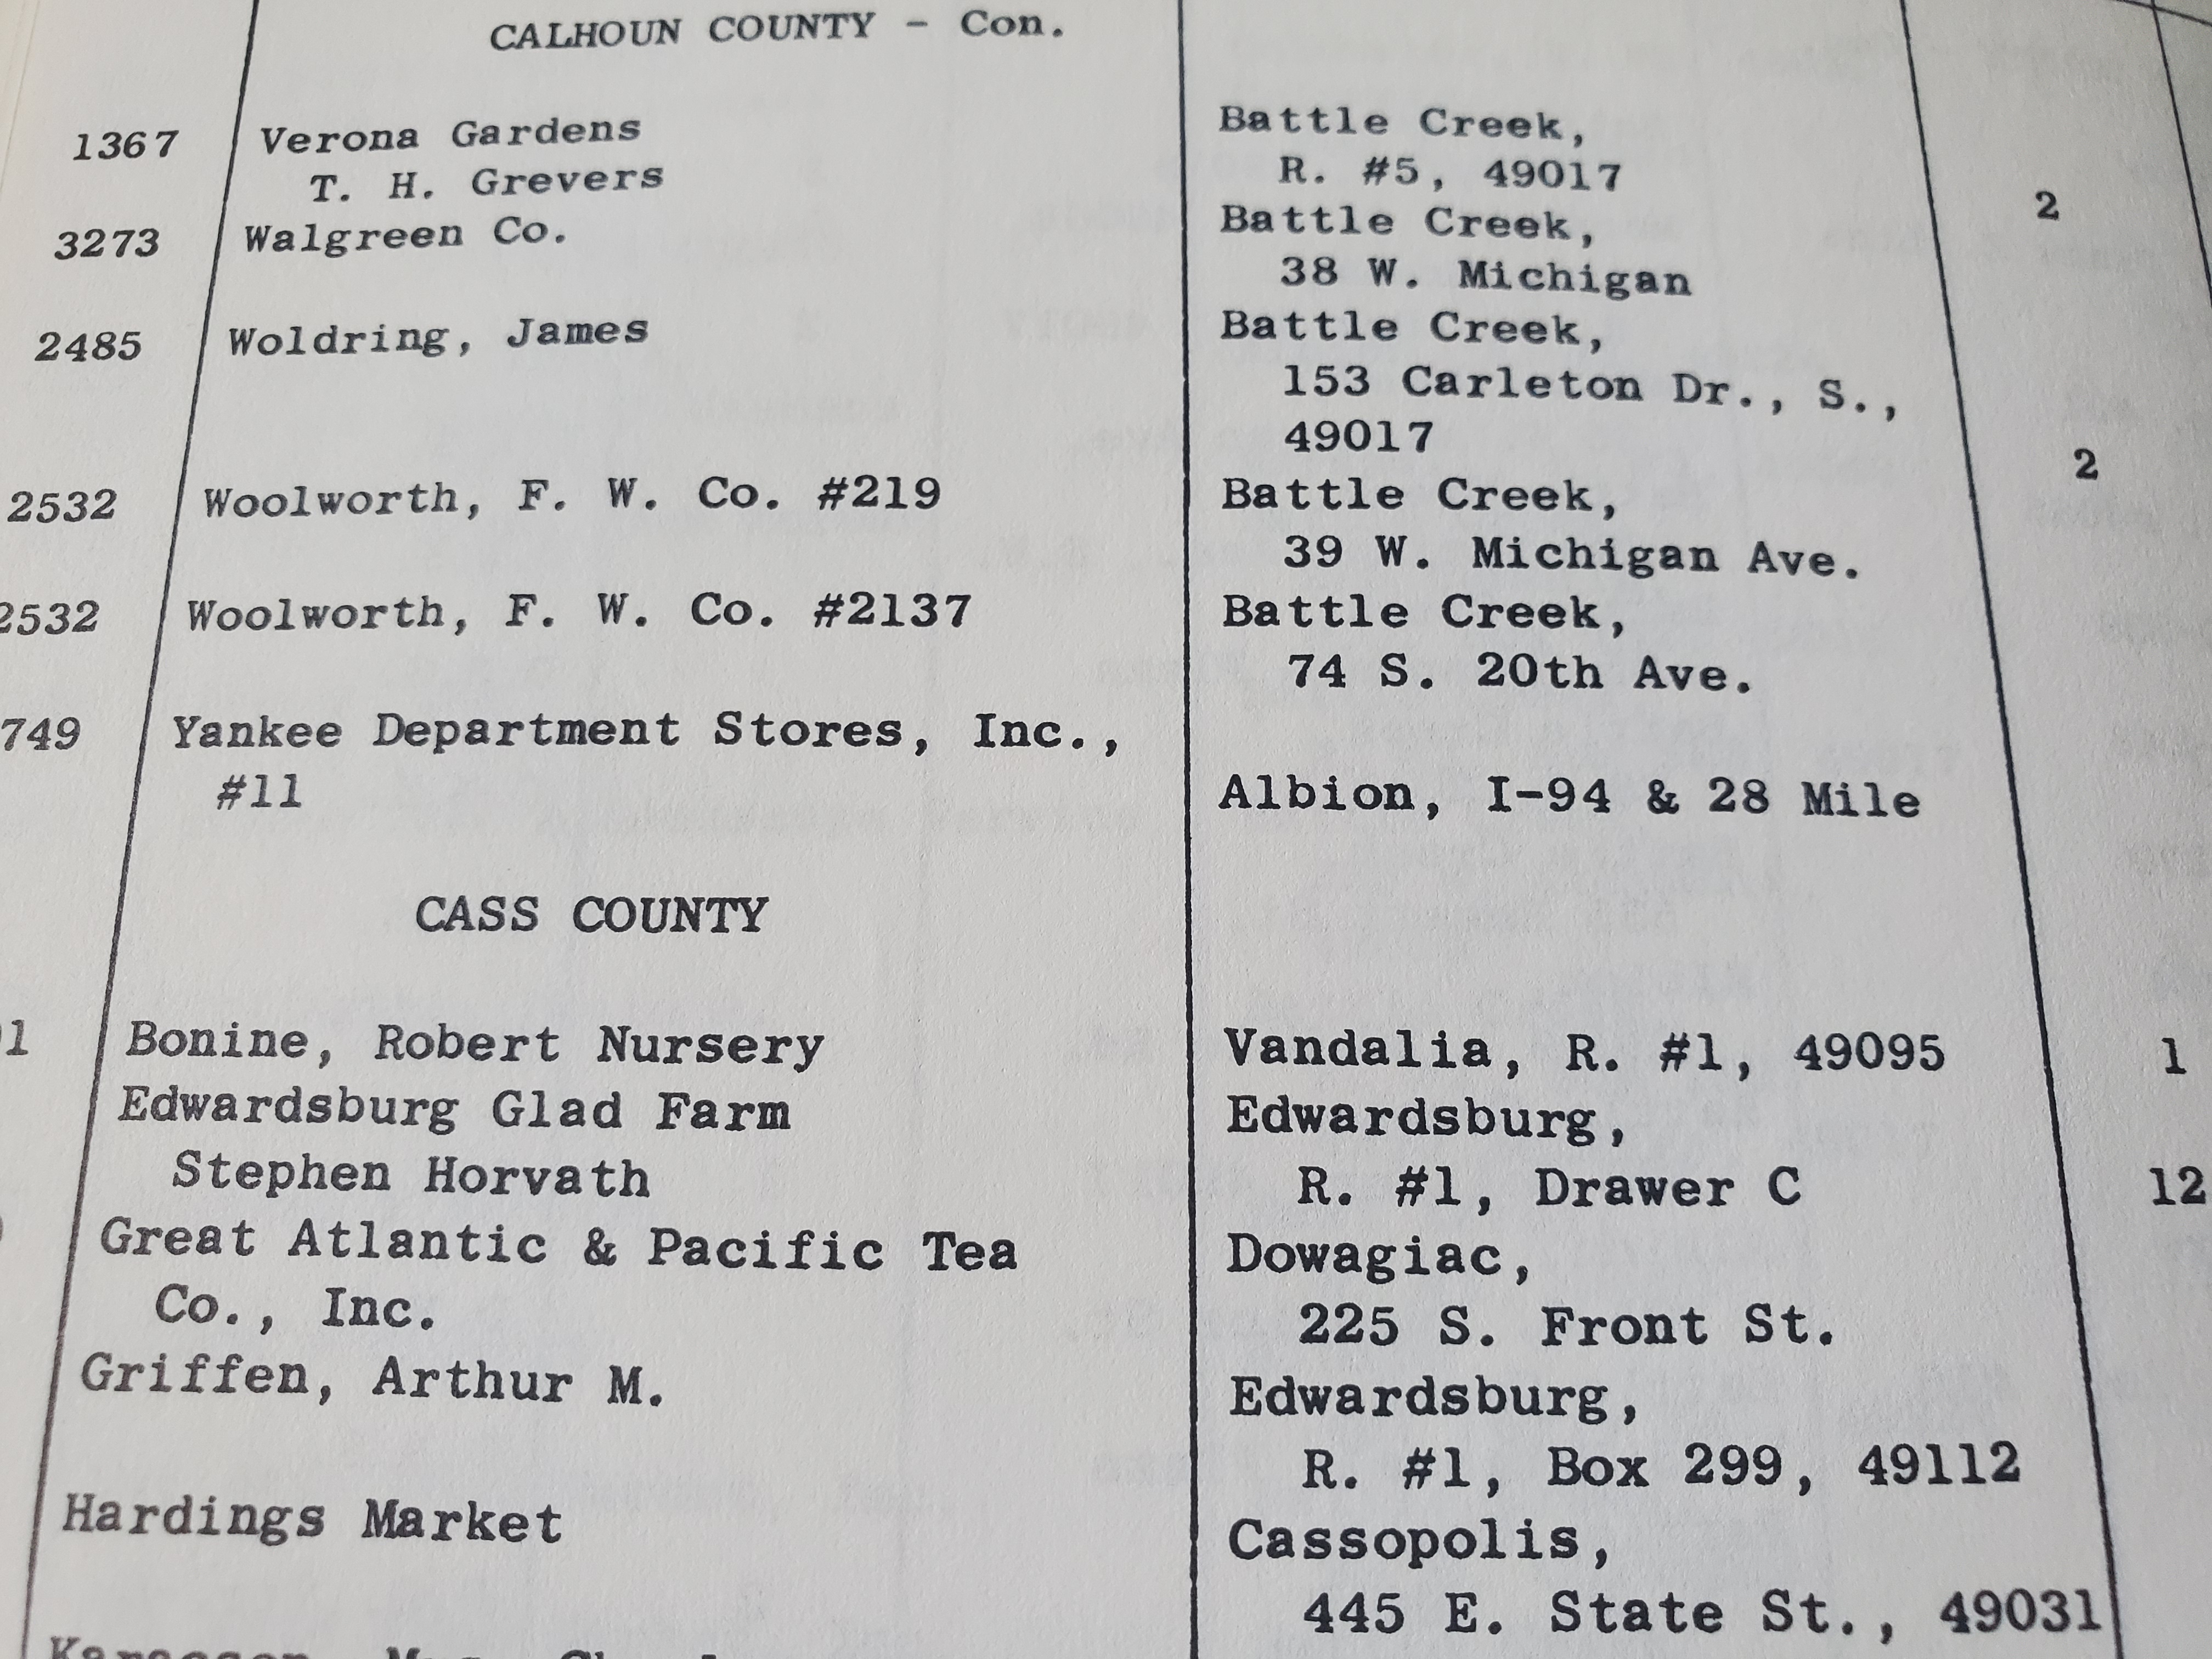 CALHOUN COUNTY - Con.
1367 Verona Gardens Battle Creek,
T. H. Grevers R. #5, 49017 2
3273 Walgreen Co. Battle Creek,
38 W. Michigan
2485 Woldring, James Battle Creek,
153 Carleton Dr., S.,
49017 2
2532 Woolworth, F. W. Co. #219 Battle Creek,
39 W. Michigan Ave.
2532 Woolworth, F. W. Co. #2137 Battle Creek,
74 S. 20th Ave.
749 Yankee Department Stores, Inc.,
#11 Albion, I-94 & 28 Mile
CASS COUNTY
1 Bonine, Robert Nursery Vandalia, R. #1, 49095 1
Edwardsburg Glad Farm Edwardsburg,
Stephen Horvath R. #1, Drawer C 12
Great Atlantic & Pacific Tea Dowagiac,
Co., Inc. 225 S. Front St.
Griffen, Arthur M. Edwardsburg,
R. #1, Box 299, 49112
Hardings Market Cassopolis,
445 E. State St., 49031